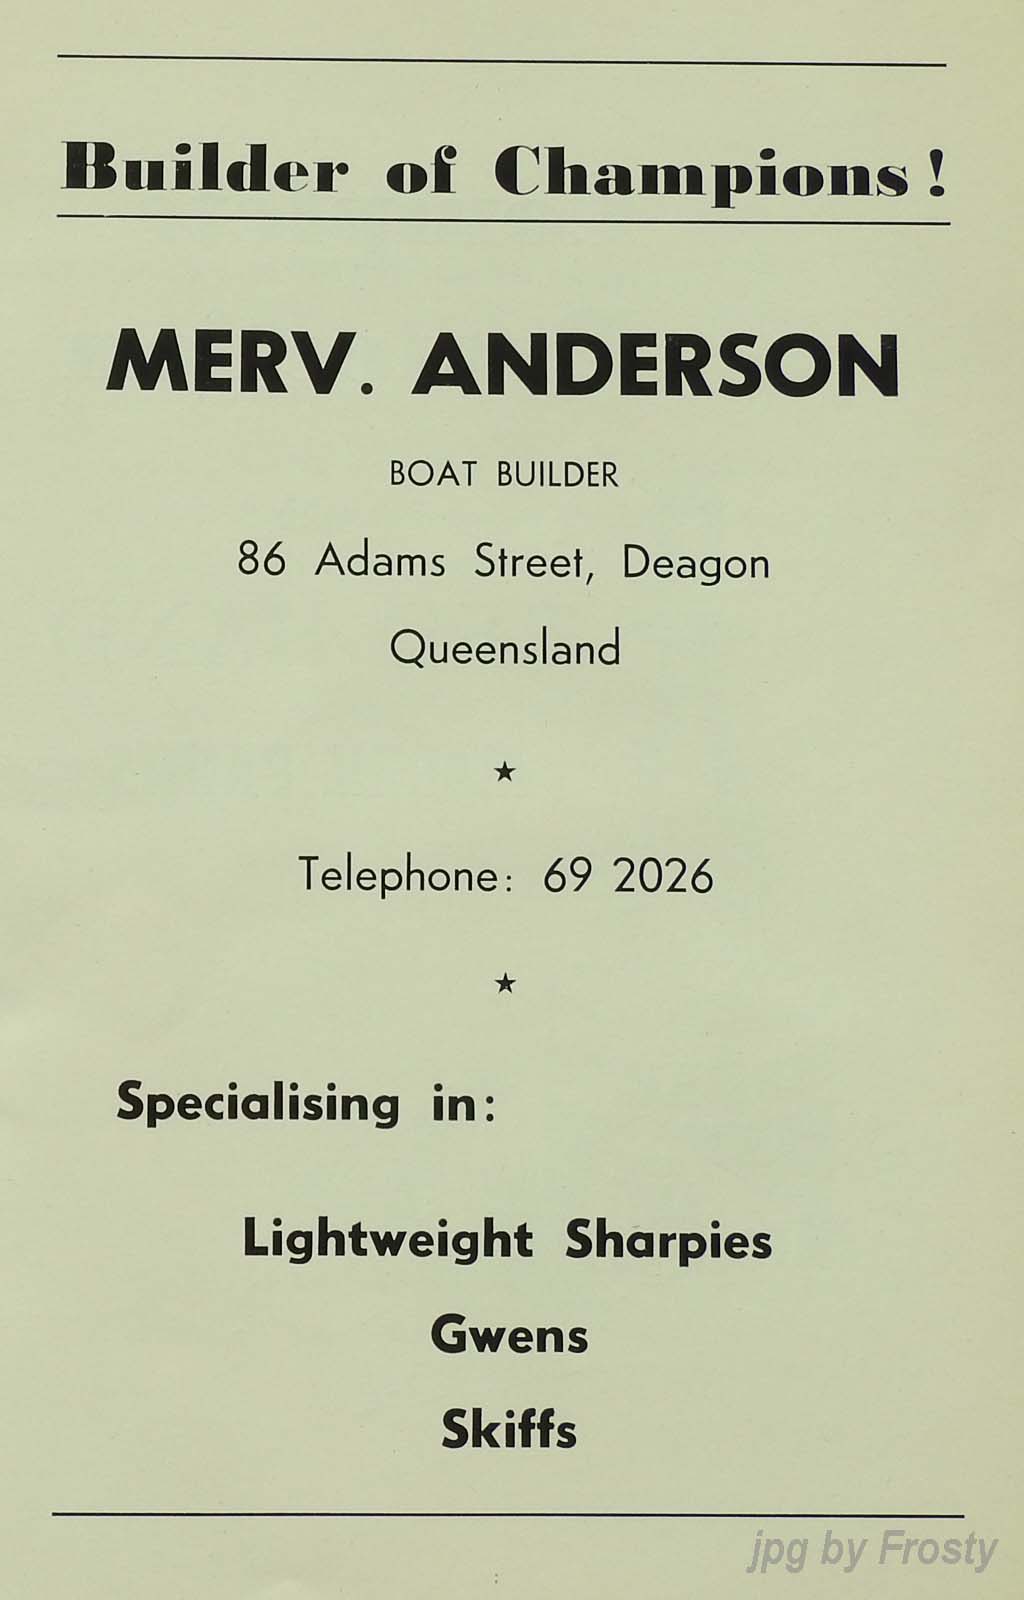 Builder of Champions!
MERV. ANDERSON
BOAT BUILDER
86 Adams Street, Deagon
Queensland
★
Telephone: 69 2026
★
Specialising in:
Lightweight Sharpies
Gwens
Skiffs
jpg by Frosty